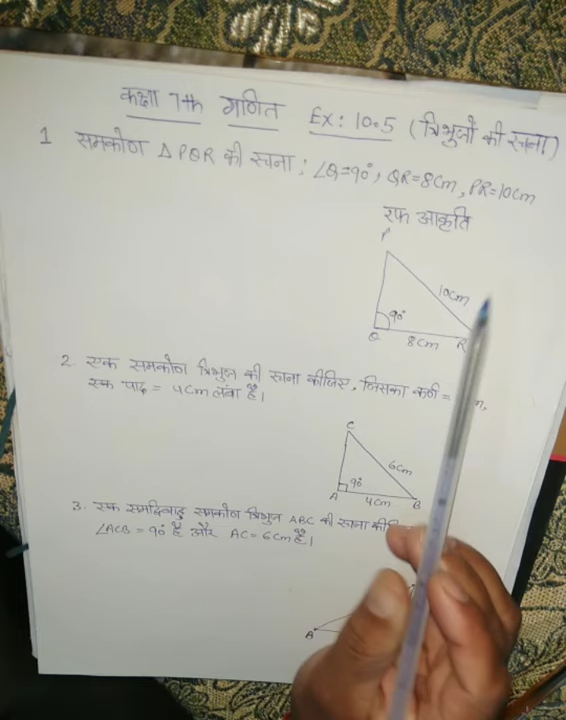 कक्षा 7th गणित Ex: 10.5 (त्रिभुजों की रचना)
1 समकोण △PQR की रचना; ∠Q=90°, QR=8cm, PR=10cm
रफ आकृति
P
10cm
90°
Q 8cm R
2. एक समकोण त्रिभुज की रचना कीजिए, जिसका कर्ण =
एक पाद = 4cm लंबा है।
C
6cm
90
A 4cm B
3. एक समद्विबाहु समकोण त्रिभुज ABC की रचना
∠ACB = 90° है और AC = 6cm है।
A